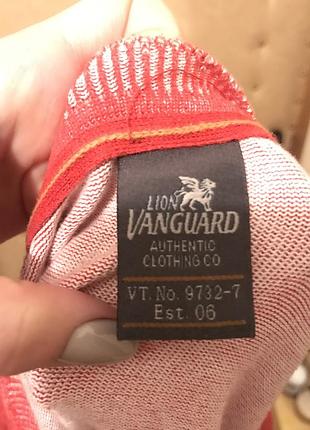 LION
VANGUARD
AUTHENTIC
CLOTHING CO
VT. No. 9732-7
Est. 06